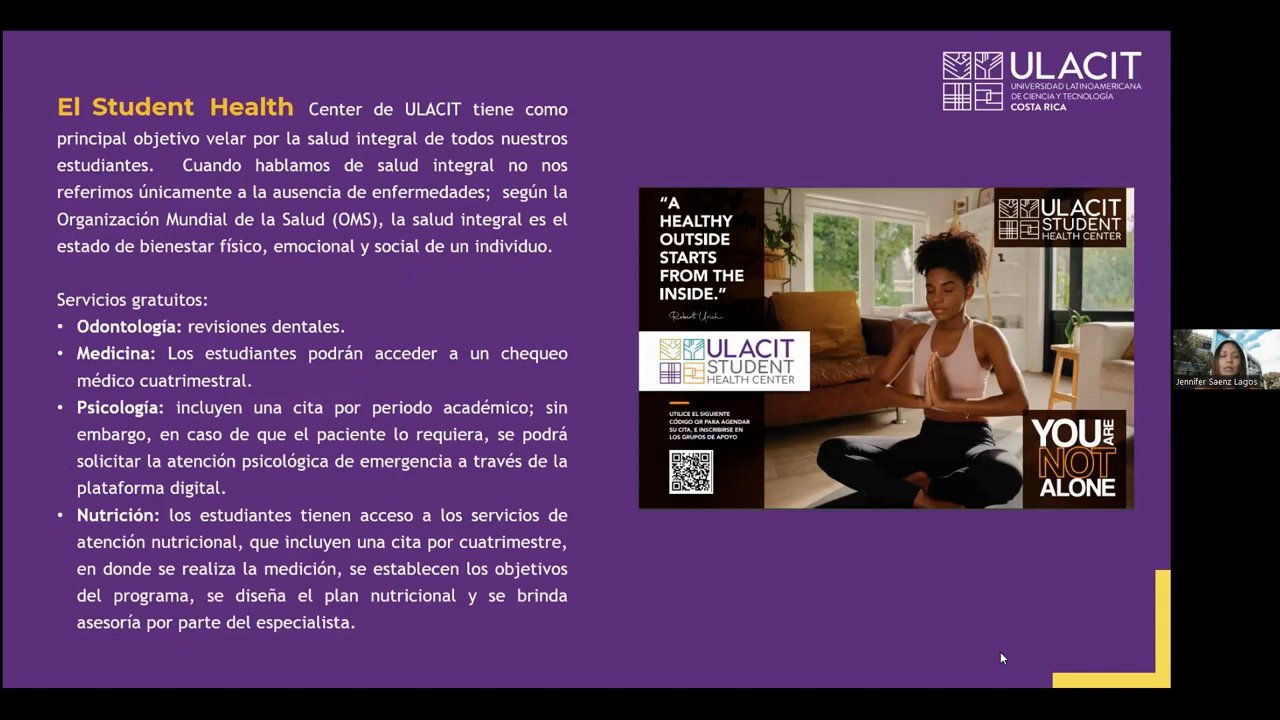 El Student Health Center de ULACIT tiene como
principal objetivo velar por la salud integral de todos nuestros
estudiantes. Cuando hablamos de salud integral no nos
referimos únicamente a la ausencia de enfermedades; según la
Organización Mundial de la Salud (OMS), la salud integral es el
estado de bienestar físico, emocional y social de un individuo.
Servicios gratuitos:
• Odontología: revisiones dentales.
• Medicina: Los estudiantes podrán acceder a un chequeo
médico cuatrimestral.
• Psicología: incluyen una cita por periodo académico; sin
embargo, en caso de que el paciente lo requiera, se podrá
solicitar la atención psicológica de emergencia a través de la
plataforma digital.
• Nutrición: los estudiantes tienen acceso a los servicios de
atención nutricional, que incluyen una cita por cuatrimestre,
en donde se realiza la medición, se establecen los objetivos
del programa, se diseña el plan nutricional y se brinda
asesoría por parte del especialista.
ULACIT
UNIVERSIDAD LATINOAMERICANA
DE CIENCIA Y TECNOLOGÍA
COSTA RICA
“A
HEALTHY
OUTSIDE
STARTS
FROM THE
INSIDE.”
Robert Urich
ULACIT
STUDENT
HEALTH CENTER
UTILICE EL SIGUIENTE
CÓDIGO QR PARA AGENDAR
SU CITA, E INSCRIBIRSE EN
LOS GRUPOS DE APOYO
ULACIT
STUDENT
HEALTH CENTER
YOU ARE
NOT
ALONE
Jennifer Saenz Lagos